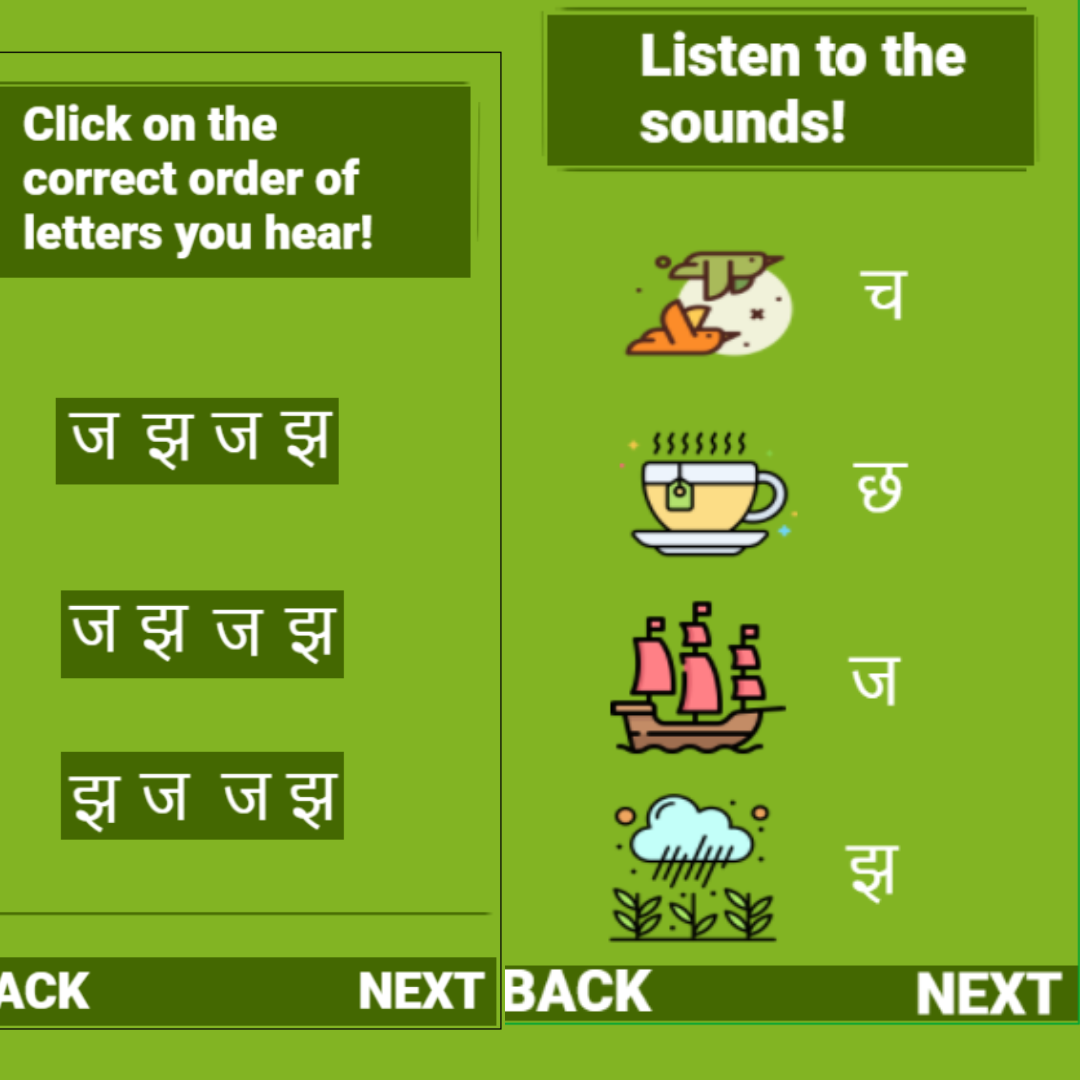 Click on the
correct order of
letters you hear!
ज झ ज झ
ज झ ज झ
झ ज ज झ
ACK NEXT
Listen to the
sounds!
च
छ
ज
झ
BACK NEXT